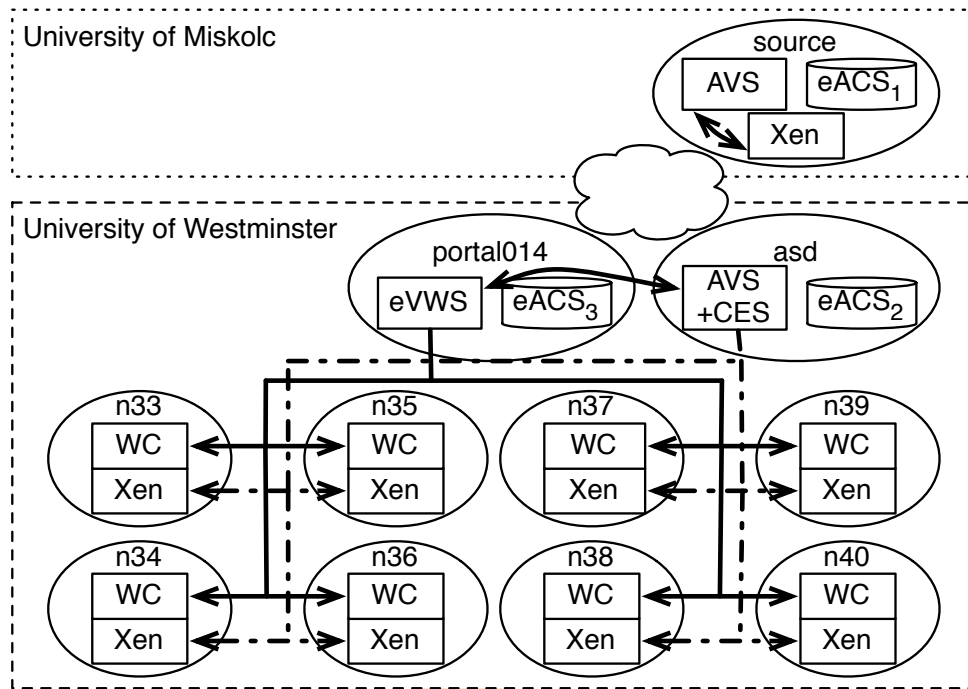 University of Miskolc
source
AVS
eACS1
Xen
University of Westminster
portal014
asd
eVWS
eACS3
AVS
+CES
eACS2
n33
n35
n37
n39
WC
WC
WC
WC
Xen
Xen
Xen
Xen
n34
n36
n38
n40
WC
WC
WC
WC
Xen
Xen
Xen
Xen